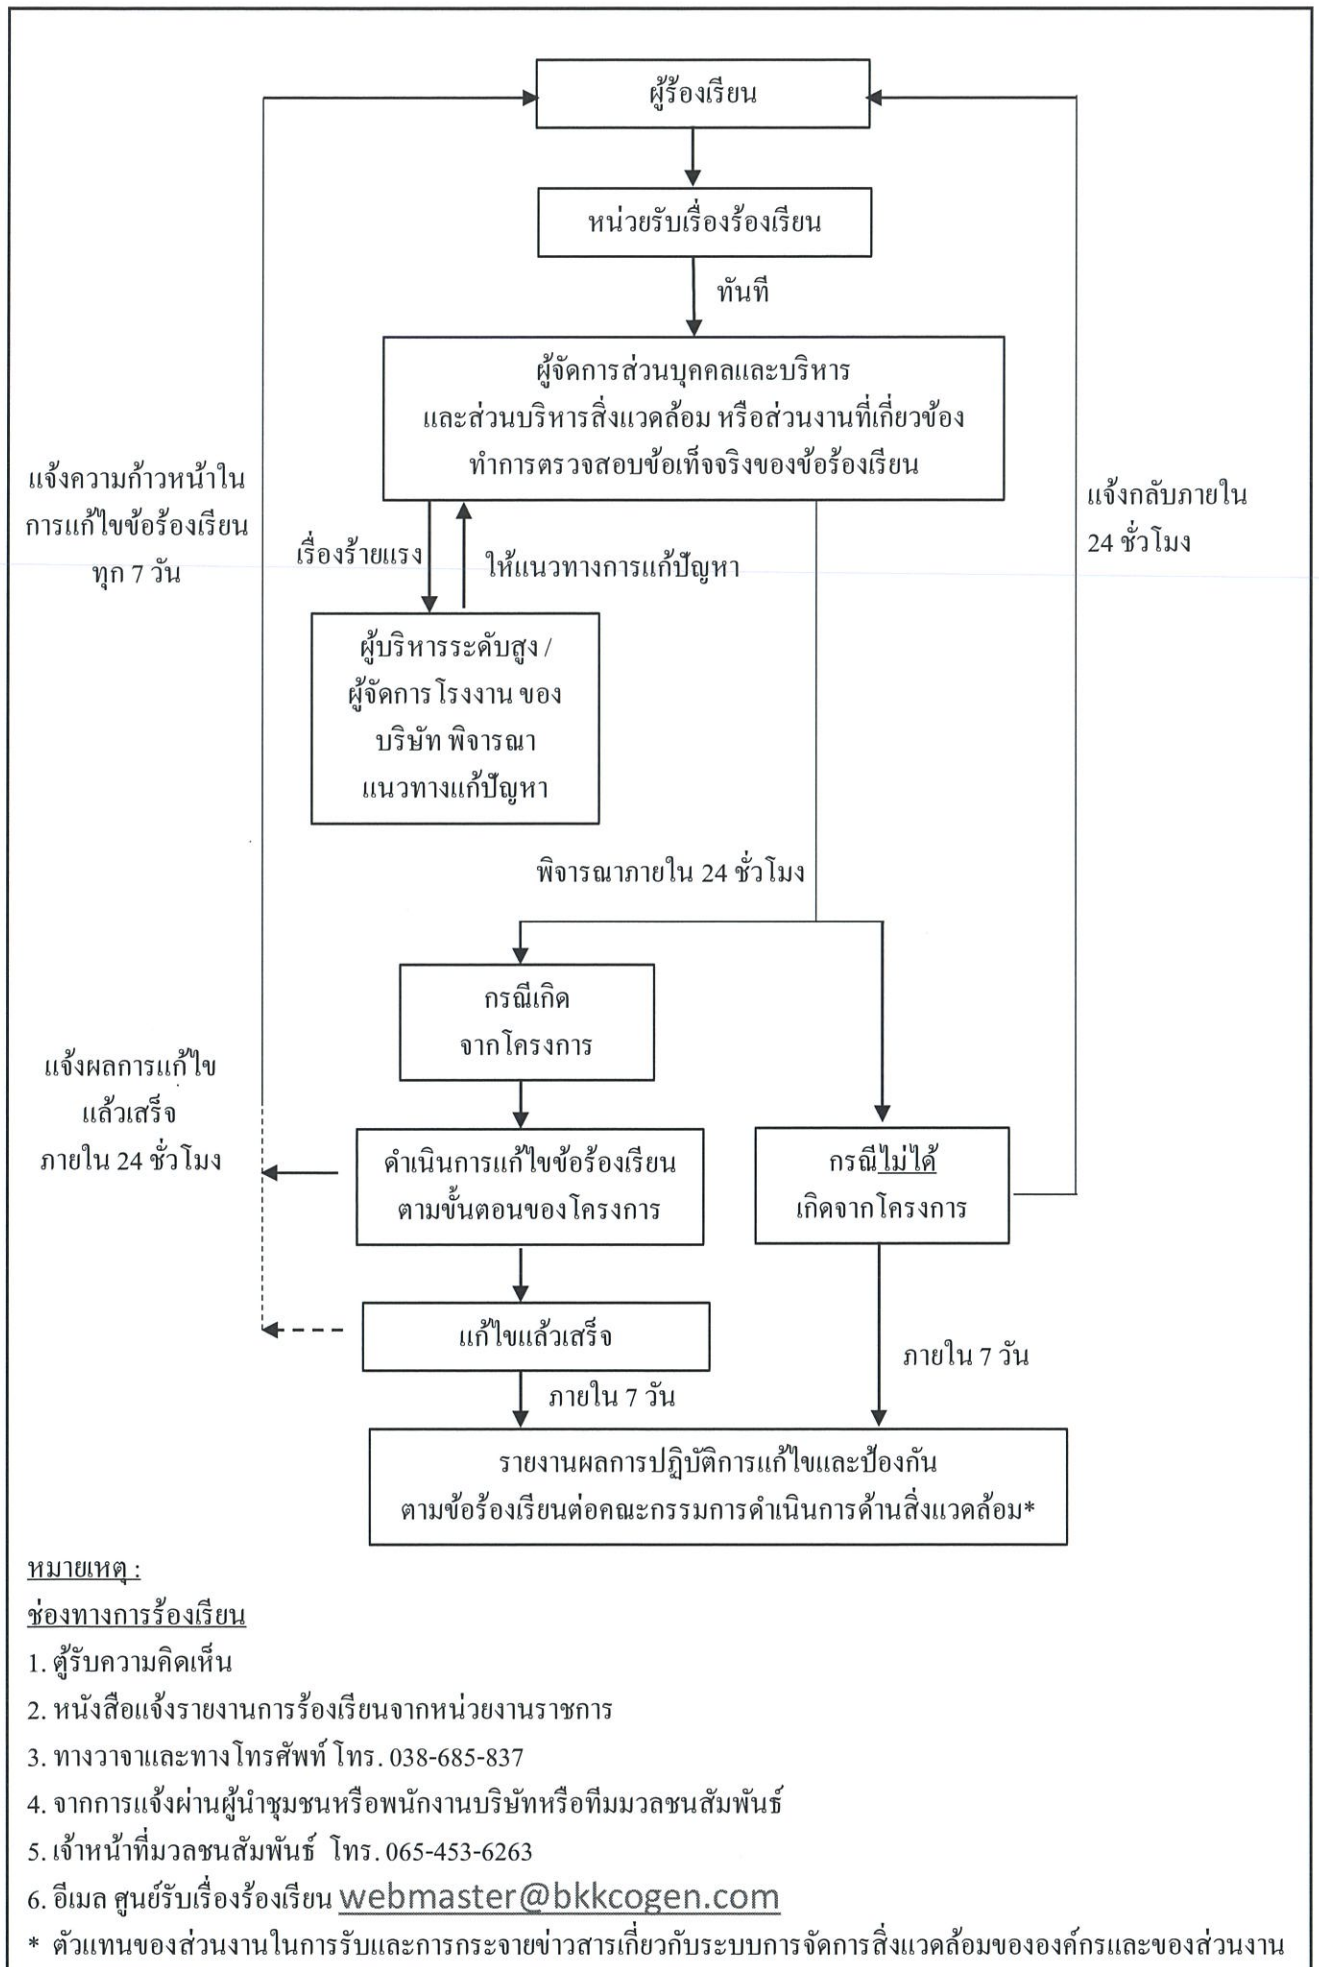 ผู้ร้องเรียน
หน่วยรับเรื่องร้องเรียน
ทันที
ผู้จัดการส่วนบุคคลและบริหาร
และส่วนบริหารสิ่งแวดล้อม หรือส่วนงานที่เกี่ยวข้อง
ทำการตรวจสอบข้อเท็จจริงของข้อร้องเรียน
แจ้งความก้าวหน้าใน
การแก้ไขข้อร้องเรียน
ทุก 7 วัน
แจ้งกลับภายใน
24 ชั่วโมง
เรื่องร้ายแรง
ให้แนวทางการแก้ปัญหา
ผู้บริหารระดับสูง /
ผู้จัดการโรงงาน ของ
บริษัท พิจารณา
แนวทางแก้ปัญหา
พิจารณาภายใน 24 ชั่วโมง
กรณีเกิด
จากโครงการ
แจ้งผลการแก้ไข
แล้วเสร็จ
ภายใน 24 ชั่วโมง
ดำเนินการแก้ไขข้อร้องเรียน
ตามขั้นตอนของโครงการ
กรณีไม่ได้
เกิดจากโครงการ
แก้ไขแล้วเสร็จ
ภายใน 7 วัน
ภายใน 7 วัน
รายงานผลการปฏิบัติการแก้ไขและป้องกัน
ตามข้อร้องเรียนต่อคณะกรรมการดำเนินการด้านสิ่งแวดล้อม*
หมายเหตุ :
ช่องทางการร้องเรียน
1. ตู้รับความคิดเห็น
2. หนังสือแจ้งรายงานการร้องเรียนจากหน่วยงานราชการ
3. ทางวาจาและทางโทรศัพท์ โทร. 038-685-837
4. จากการแจ้งผ่านผู้นำชุมชนหรือพนักงานบริษัทหรือทีมมวลชนสัมพันธ์
5. เจ้าหน้าที่มวลชนสัมพันธ์ โทร. 065-453-6263
6. อีเมล ศูนย์รับเรื่องร้องเรียน webmaster@bkkcogen.com
* ตัวแทนของส่วนงานในการรับและการกระจายข่าวสารเกี่ยวกับระบบการจัดการสิ่งแวดล้อมขององค์กรและของส่วนงาน